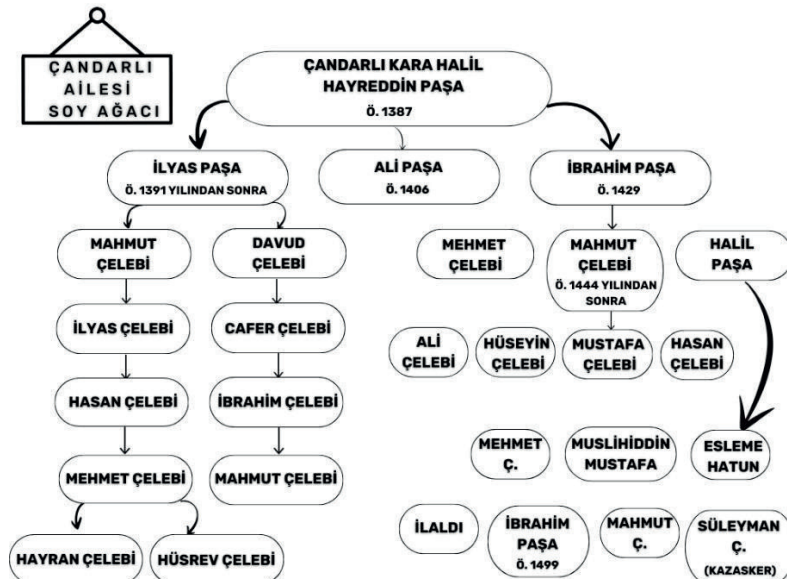 ÇANDARLI
AİLESİ
SOY AĞACI
ÇANDARLI KARA HALİL
HAYREDDİN PAŞA
Ö. 1387
İLYAS PAŞA
Ö. 1391 YILINDAN SONRA
ALİ PAŞA
Ö. 1406
İBRAHİM PAŞA
Ö. 1429
MAHMUT
ÇELEBİ
DAVUD
ÇELEBİ
MEHMET
ÇELEBİ
MAHMUT
ÇELEBİ
Ö. 1444 YILINDAN
SONRA
HALİL
PAŞA
İLYAS ÇELEBİ
CAFER ÇELEBİ
ALİ
ÇELEBİ
HÜSEYİN
ÇELEBİ
MUSTAFA
ÇELEBİ
HASAN
ÇELEBİ
HASAN ÇELEBİ
İBRAHİM ÇELEBİ
MEHMET
Ç.
MUSLİHİDDİN
MUSTAFA
ESLEME
HATUN
MEHMET ÇELEBİ
MAHMUT ÇELEBİ
İLALDI
İBRAHİM
PAŞA
Ö. 1499
MAHMUT
Ç.
SÜLEYMAN
Ç.
(KAZASKER)
HAYRAN ÇELEBİ
HÜSREV ÇELEBİ